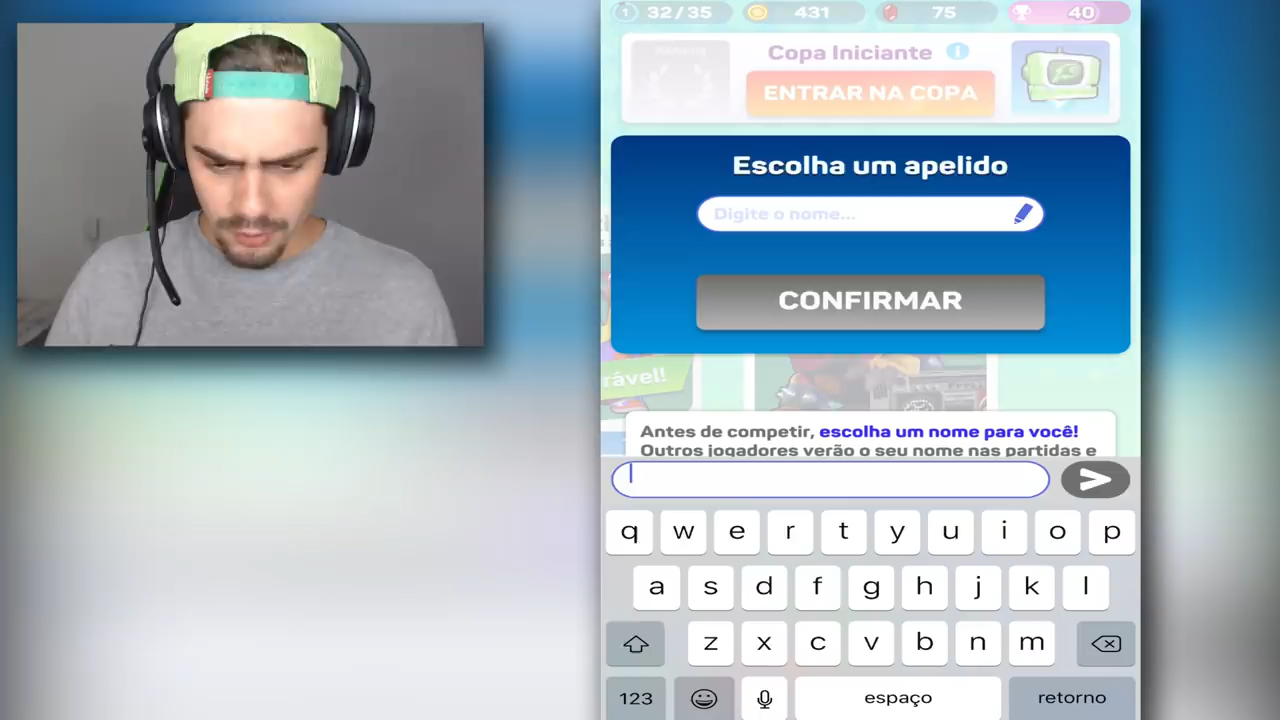 1 32/35 431 75 40
Copa Iniciante i
ENTRAR NA COPA
Escolha um apelido
Digite o nome...
CONFIRMAR
rável!
Antes de competir, escolha um nome para você!
Outros jogadores verão o seu nome nas partidas e
q w e r t y u i o p
a s d f g h j k l
z x c v b n m
123 espaço retorno